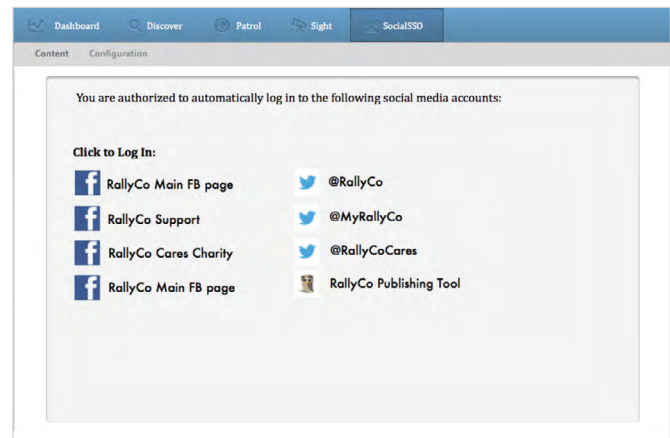 Dashboard Discover Patrol Sight SocialSSO
Content Configuration
You are authorized to automatically log in to the following social media accounts:
Click to Log In:
RallyCo Main FB page
@RallyCo
RallyCo Support
@MyRallyCo
RallyCo Cares Charity
@RallyCoCares
RallyCo Main FB page
RallyCo Publishing Tool